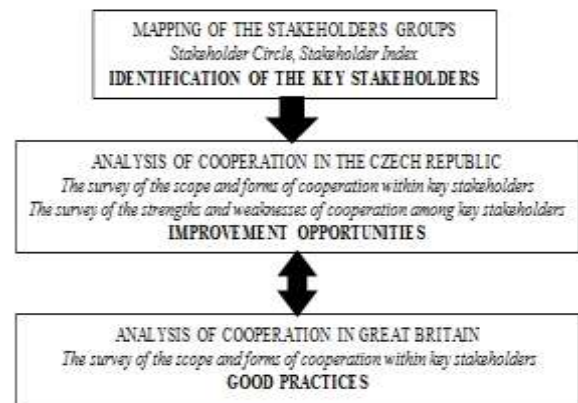 MAPPING OF THE STAKEHOLDERS GROUPS
Stakeholder Circle, Stakeholder Index
IDENTIFICATION OF THE KEY STAKEHOLDERS
ANALYSIS OF COOPERATION IN THE CZECH REPUBLIC
The survey of the scope and forms of cooperation within key stakeholders
The survey of the strengths and weaknesses of cooperation among key stakeholders
IMPROVEMENT OPPORTUNITIES
ANALYSIS OF COOPERATION IN GREAT BRITAIN
The survey of the scope and forms of cooperation within key stakeholders
GOOD PRACTICES